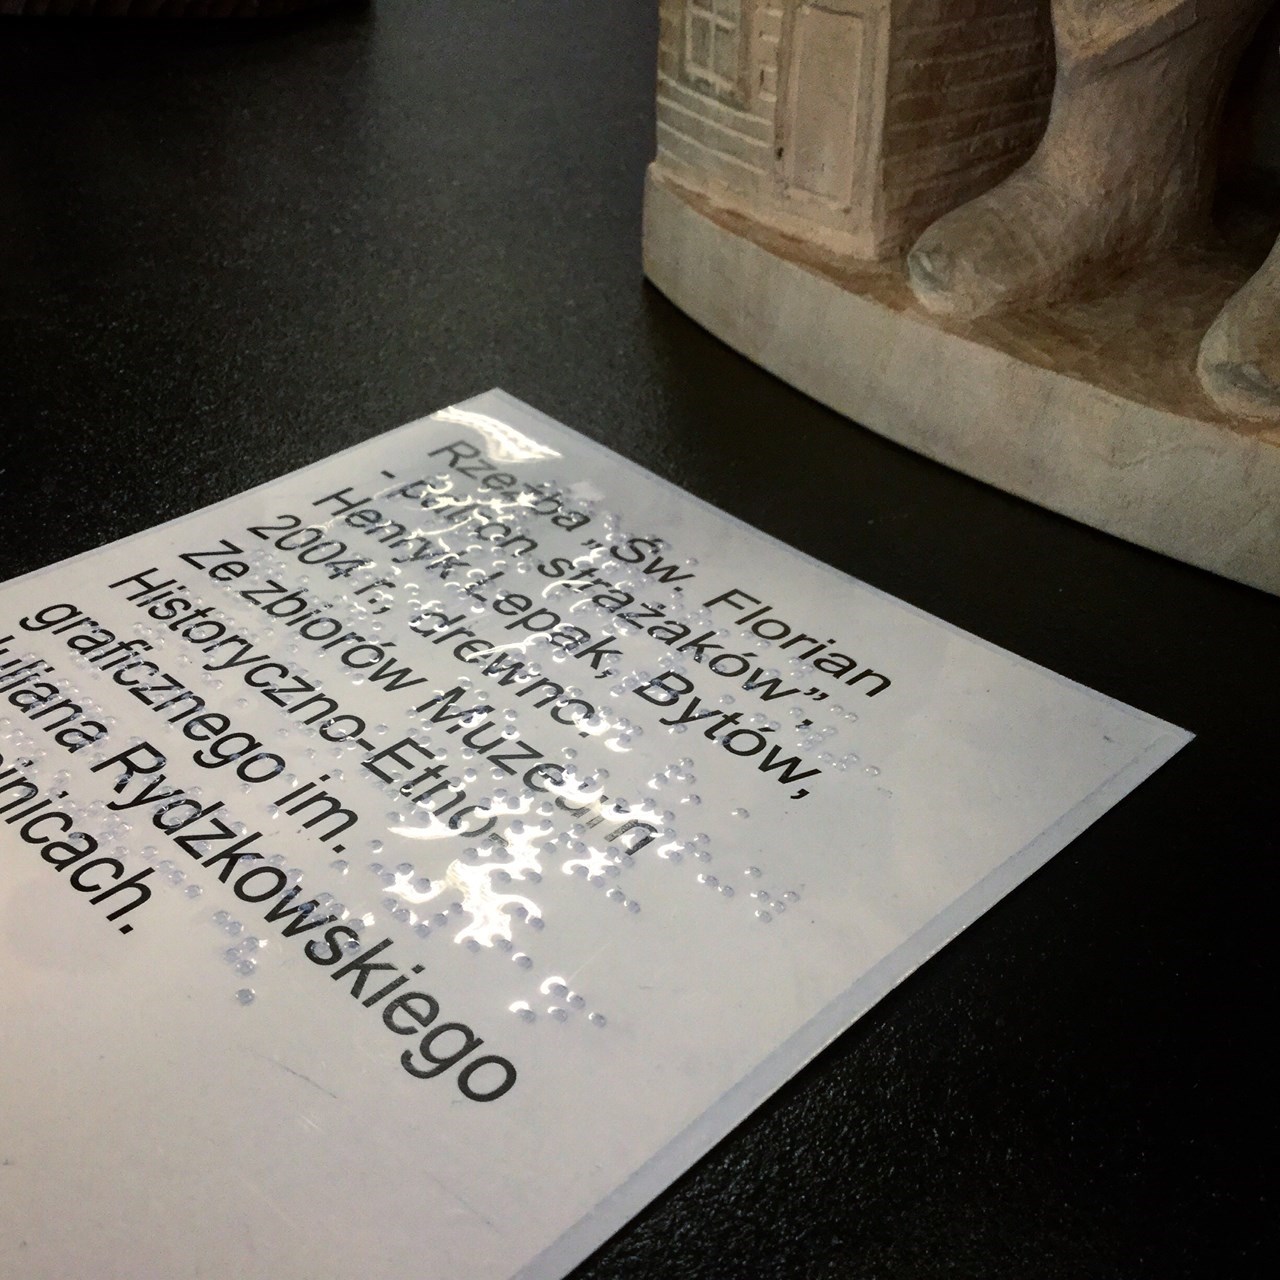 Rzeźba „Św. Florian
- patron strażaków”,
Henryk Lepak, Bytów,
2004 r., drewno.
Ze zbiorów Muzeum
Historyczno-Etno-
graficznego im.
Juliana Rydzkowskiego